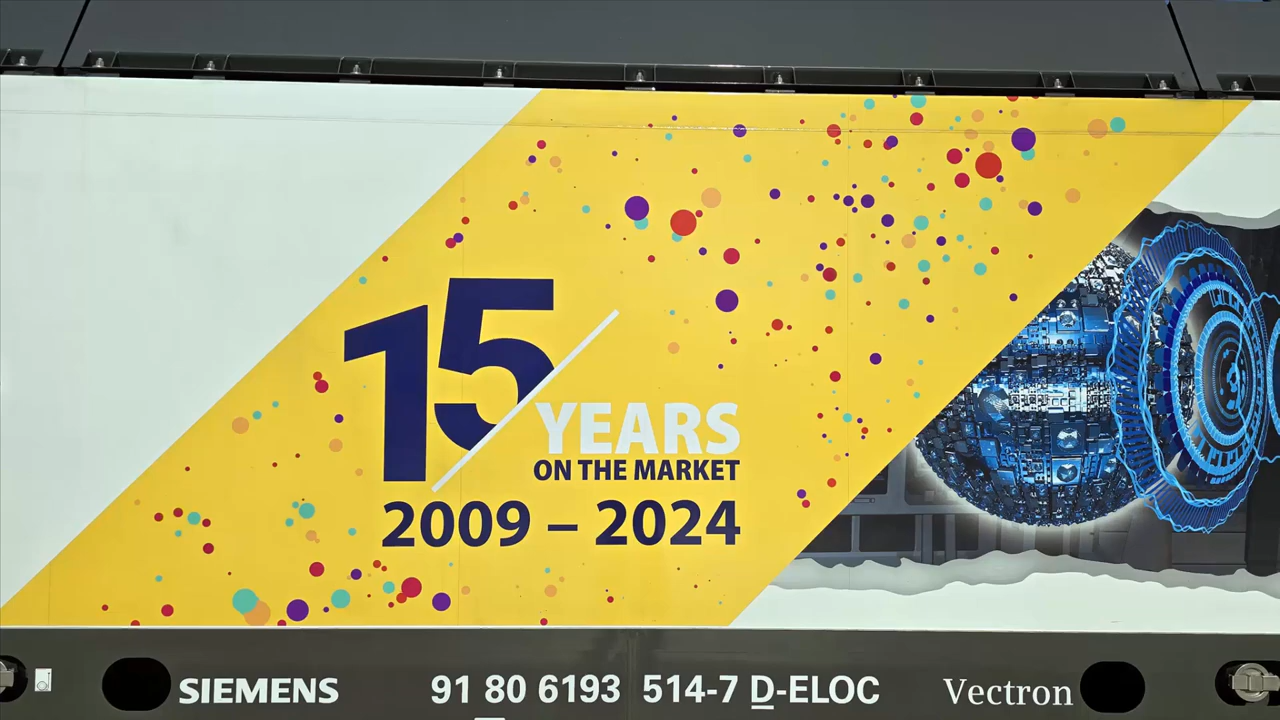 15
YEARS
ON THE MARKET
2009 – 2024
SIEMENS 91 80 6193 514-7 D-ELOC Vectron